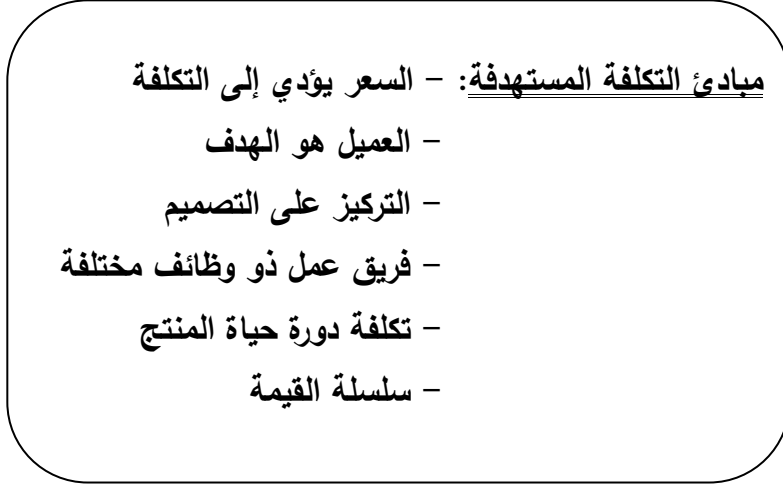 مبادئ التكلفة المستهدفة: - السعر يؤدي إلى التكلفة
- العميل هو الهدف
- التركيز على التصميم
- فريق عمل ذو وظائف مختلفة
- تكلفة دورة حياة المنتج
- سلسلة القيمة